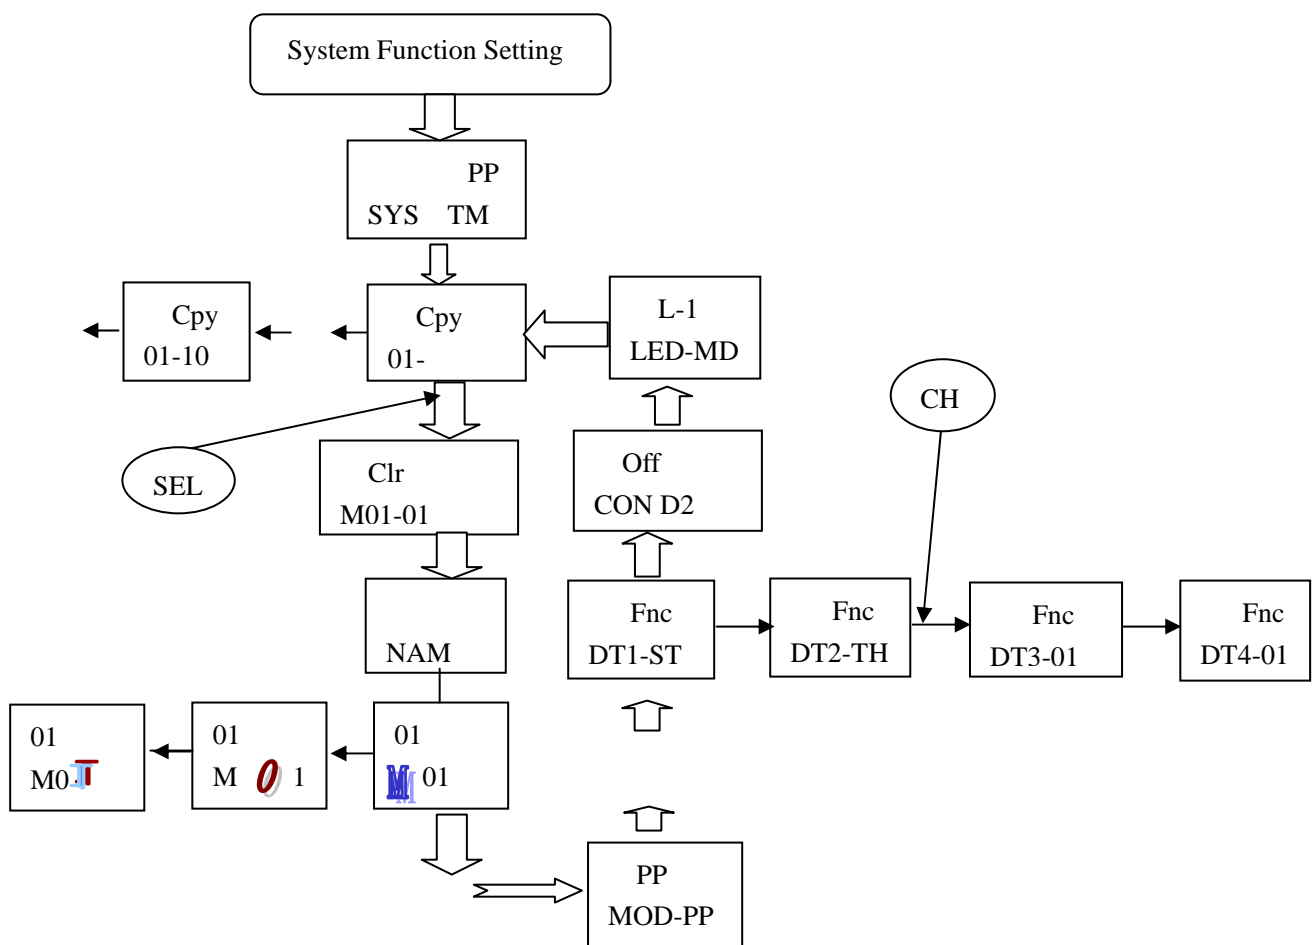 System Function Setting
PP
SYS TM
Cpy
01-10
Cpy
01-
L-1
LED-MD
CH
SEL
Clr
M01-01
Off
CON D2
NAM
Fnc
DT1-ST
Fnc
DT2-TH
Fnc
DT3-01
Fnc
DT4-01
01
M0
01
M 0 1
01
M 01
PP
MOD-PP